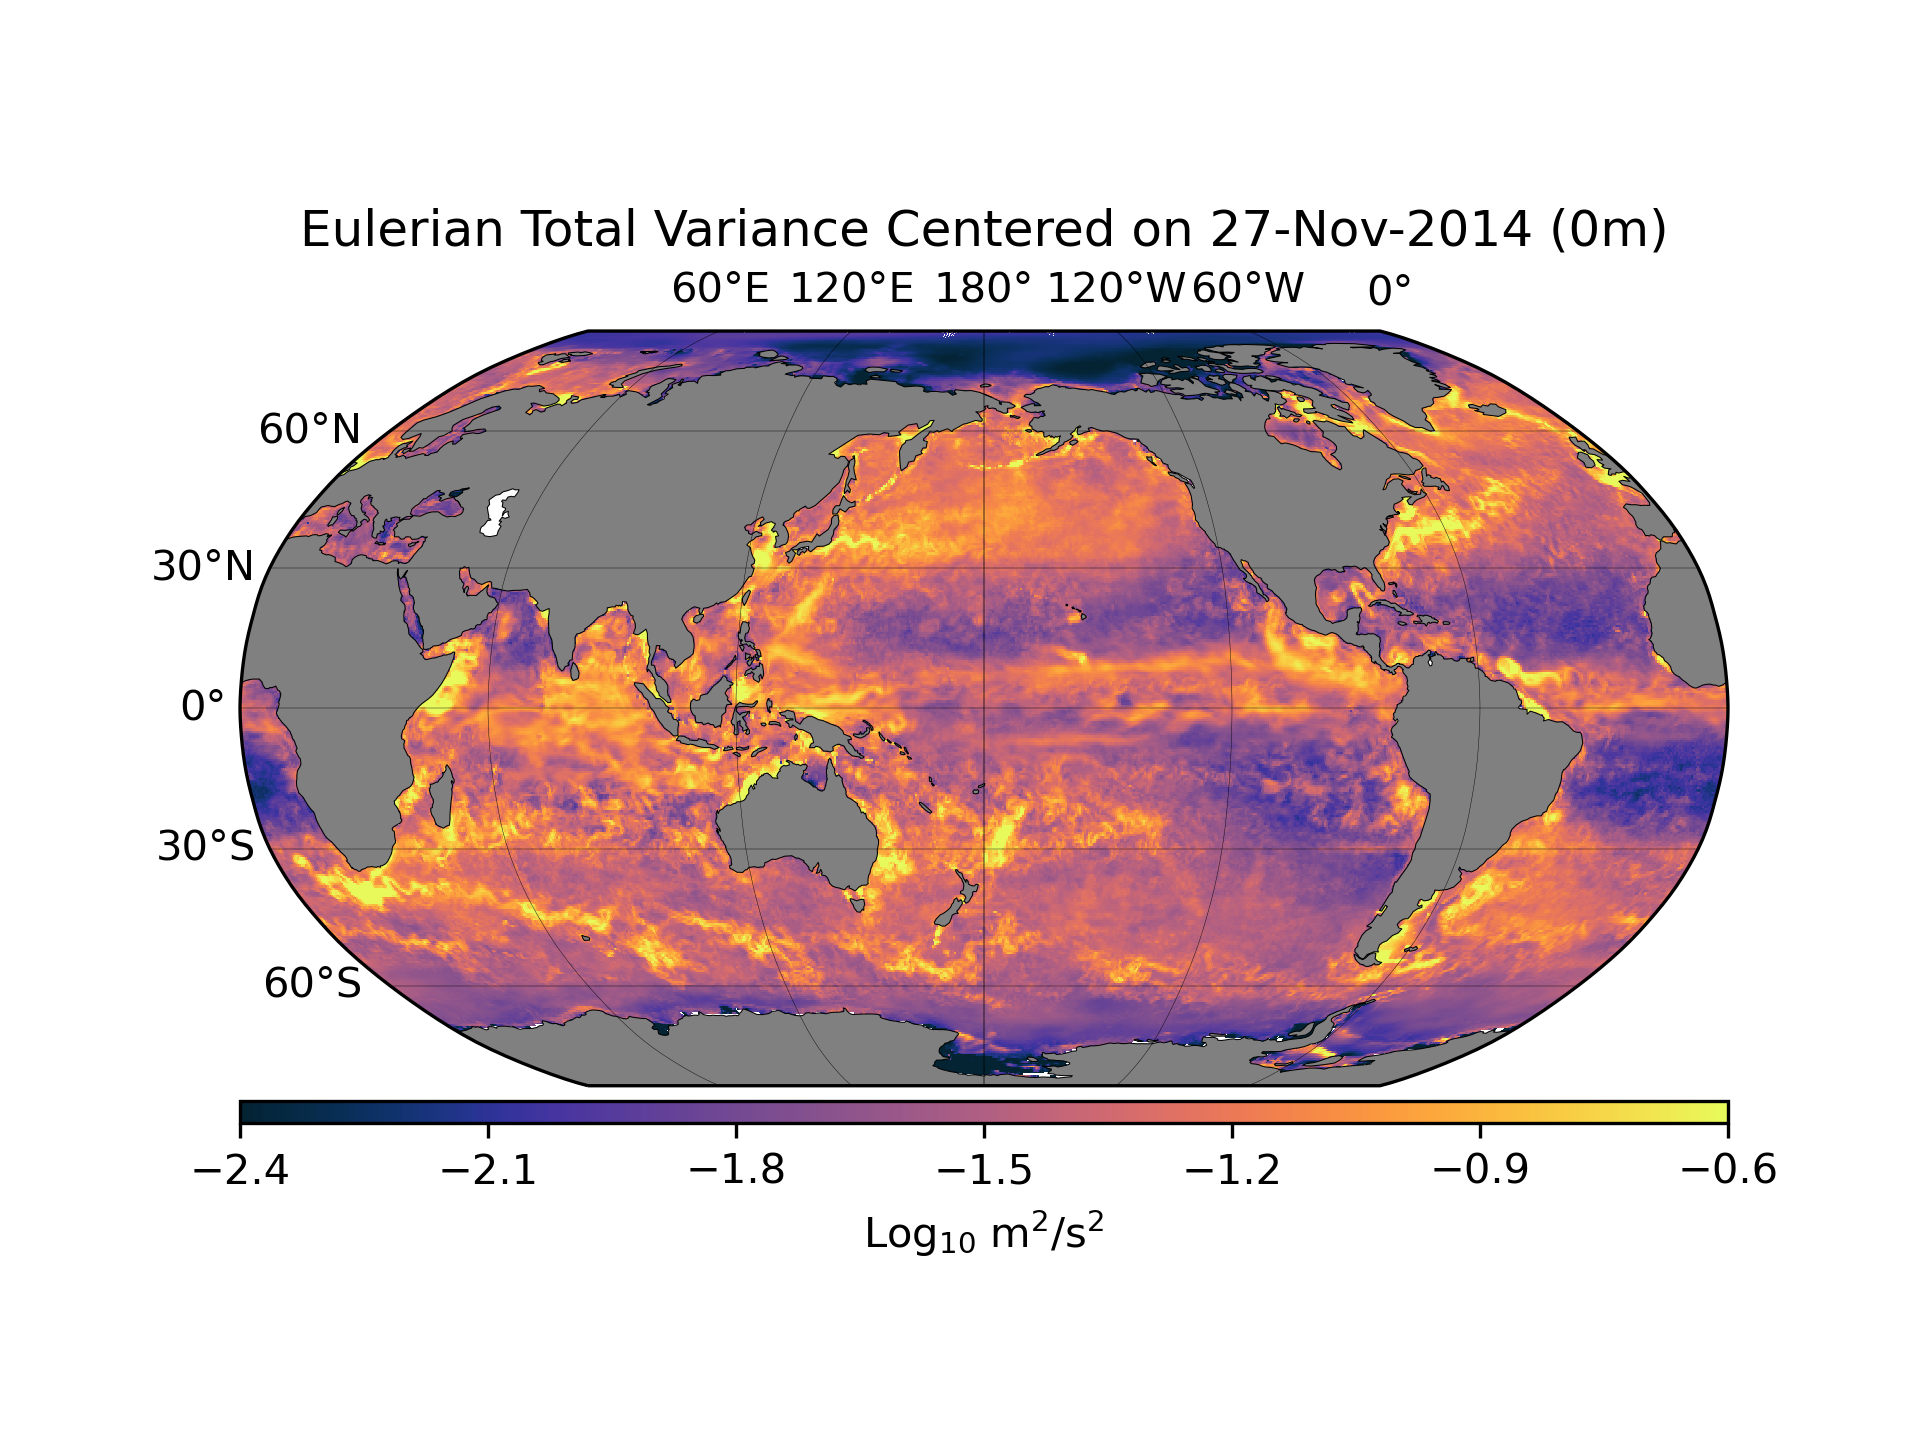 Eulerian Total Variance Centered on 27-Nov-2014 (0m)
60°E 120°E 180° 120°W 60°W 0°
60°N
30°N
0°
30°S
60°S
−2.4 −2.1 −1.8 −1.5 −1.2 −0.9 −0.6
Log₁₀ m²/s²